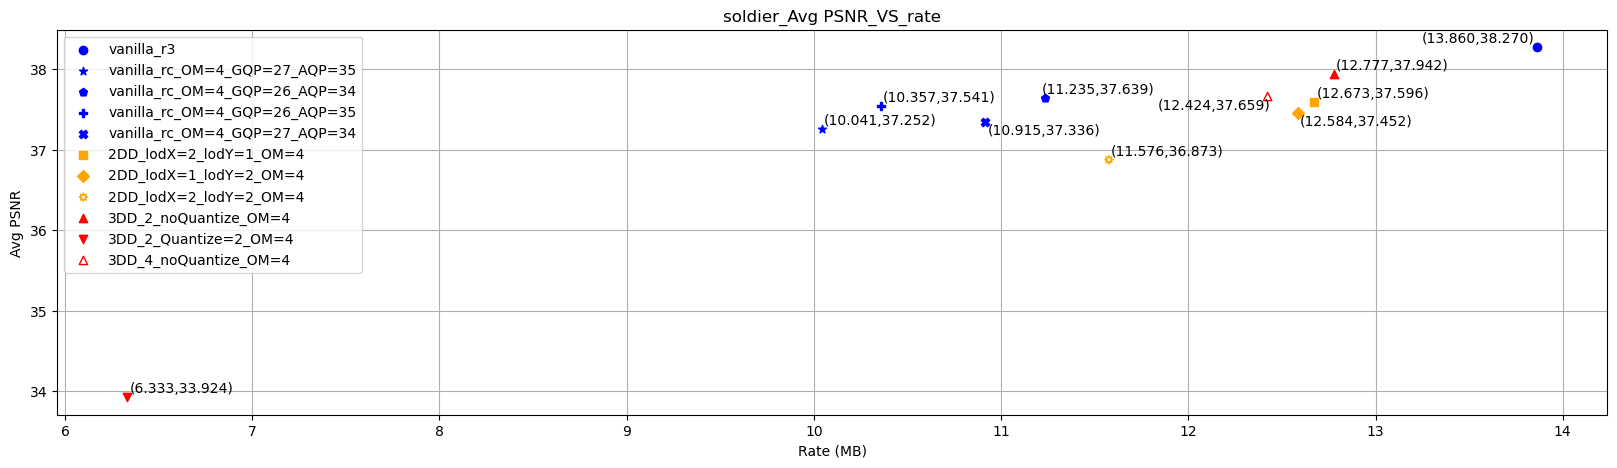 soldier_Avg PSNR_VS_rate
vanilla_r3
vanilla_rc_OM=4_GQP=27_AQP=35
vanilla_rc_OM=4_GQP=26_AQP=34
vanilla_rc_OM=4_GQP=26_AQP=35
vanilla_rc_OM=4_GQP=27_AQP=34
2DD_lodX=2_lodY=1_OM=4
2DD_lodX=1_lodY=2_OM=4
2DD_lodX=2_lodY=2_OM=4
3DD_2_noQuantize_OM=4
3DD_2_Quantize=2_OM=4
3DD_4_noQuantize_OM=4
(13.860,38.270)
(12.777,37.942)
(11.235,37.639)
(12.673,37.596)
(10.357,37.541)
(12.424,37.659)
(10.041,37.252)
(12.584,37.452)
(10.915,37.336)
(11.576,36.873)
(6.333,33.924)
Avg PSNR
38
37
36
35
34
6
7
8
9
10
11
12
13
14
Rate (MB)